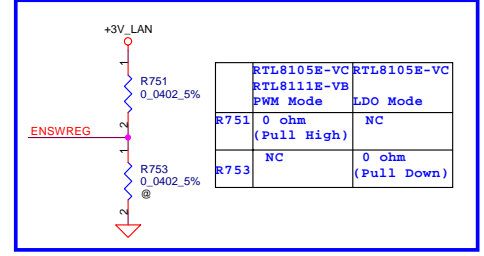 +3V_LAN
1
R751
0_0402_5%
2
ENSWREG
1
R753
0_0402_5%
@
2
RTL8105E-VC RTL8105E-VC
RTL8111E-VB
PWM Mode LDO Mode
R751 0 ohm NC
(Pull High)
R753 NC 0 ohm
(Pull Down)